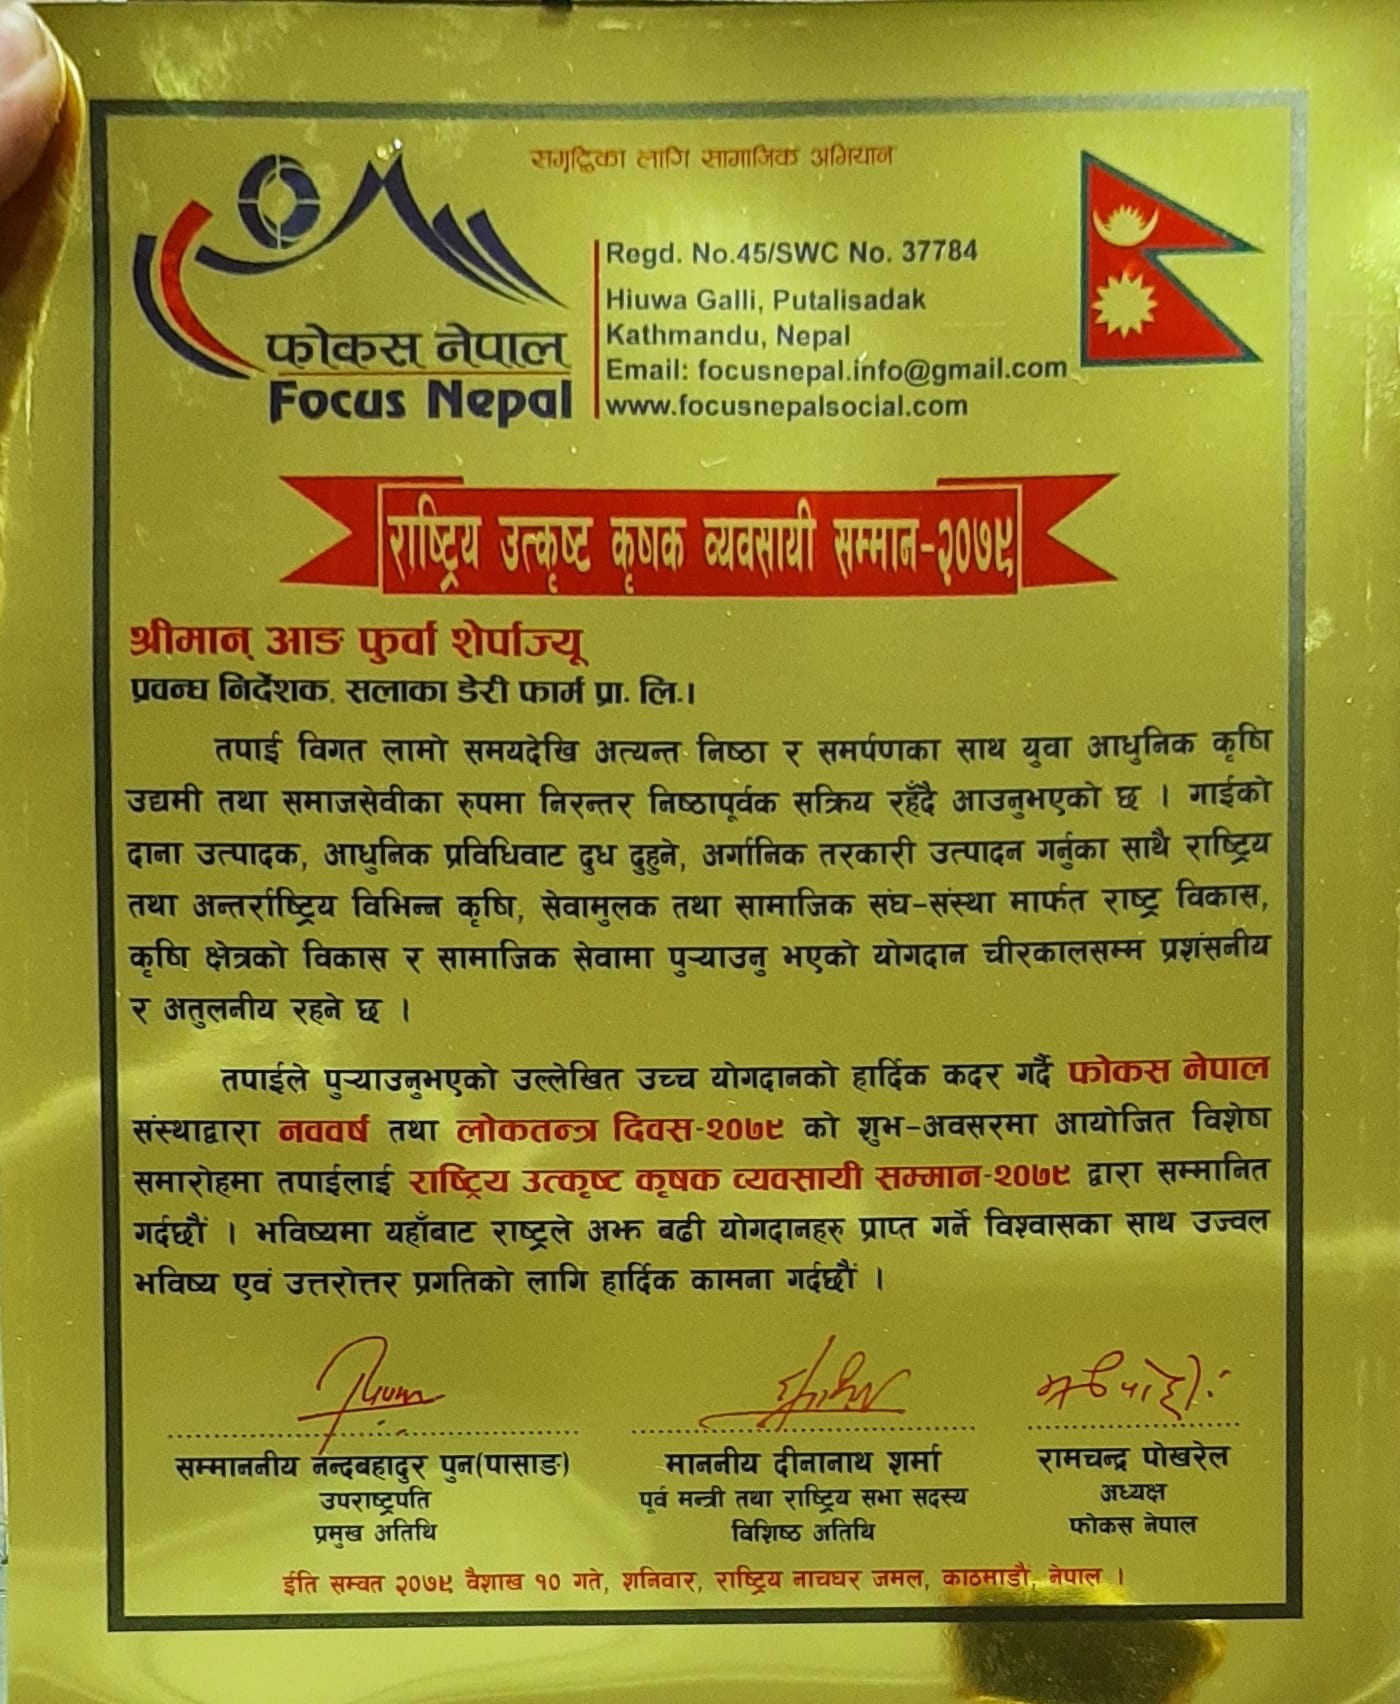 समृद्धिका लागि सामाजिक अभियान
फोकस नेपाल
Focus Nepal
Regd. No.45/SWC No. 37784
Hiuwa Galli, Putalisadak
Kathmandu, Nepal
Email: focusnepal.info@gmail.com
www.focusnepalsocial.com
राष्ट्रिय उत्कृष्ट कृषक व्यवसायी सम्मान-२०७९
श्रीमान् आङ फुर्वा शेर्पाज्यू
प्रवन्ध निर्देशक, सलाका डेरी फार्म प्रा. लि.।
तपाई विगत लामो समयदेखि अत्यन्त निष्ठा र समर्पणका साथ युवा आधुनिक कृषि
उद्यमी तथा समाजसेवीका रुपमा निरन्तर निष्ठापूर्वक सक्रिय रहँदै आउनुभएको छ । गाईको
दाना उत्पादक, आधुनिक प्रविधिवाट दुध दुहुने, अर्गानिक तरकारी उत्पादन गर्नुका साथै राष्ट्रिय
तथा अन्तर्राष्ट्रिय विभिन्न कृषि, सेवामुलक तथा सामाजिक संघ-संस्था मार्फत राष्ट्र विकास,
कृषि क्षेत्रको विकास र सामाजिक सेवामा पुऱ्याउनु भएको योगदान चीरकालसम्म प्रशंसनीय
र अतुलनीय रहने छ ।
तपाईले पुऱ्याउनुभएको उल्लेखित उच्च योगदानको हार्दिक कदर गर्दै फोकस नेपाल
संस्थाद्वारा नववर्ष तथा लोकतन्त्र दिवस-२०७९ को शुभ-अवसरमा आयोजित विशेष
समारोहमा तपाईलाई राष्ट्रिय उत्कृष्ट कृषक व्यवसायी सम्मान-२०७९ द्वारा सम्मानित
गर्दछौं । भविष्यमा यहाँबाट राष्ट्रले अझ बढी योगदानहरु प्राप्त गर्ने विश्वासका साथ उज्वल
भविष्य एवं उत्तरोत्तर प्रगतिको लागि हार्दिक कामना गर्दछौं ।
सम्माननीय नन्दबहादुर पुन(पासाङ)
उपराष्ट्रपति
प्रमुख अतिथि
माननीय दीनानाथ शर्मा
पूर्व मन्त्री तथा राष्ट्रिय सभा सदस्य
विशिष्ठ अतिथि
रामचन्द्र पोखरेल
अध्यक्ष
फोकस नेपाल
ईति सम्वत २०७९ वैशाख १० गते, शनिवार, राष्ट्रिय नाचघर जमल, काठमाडौं, नेपाल ।